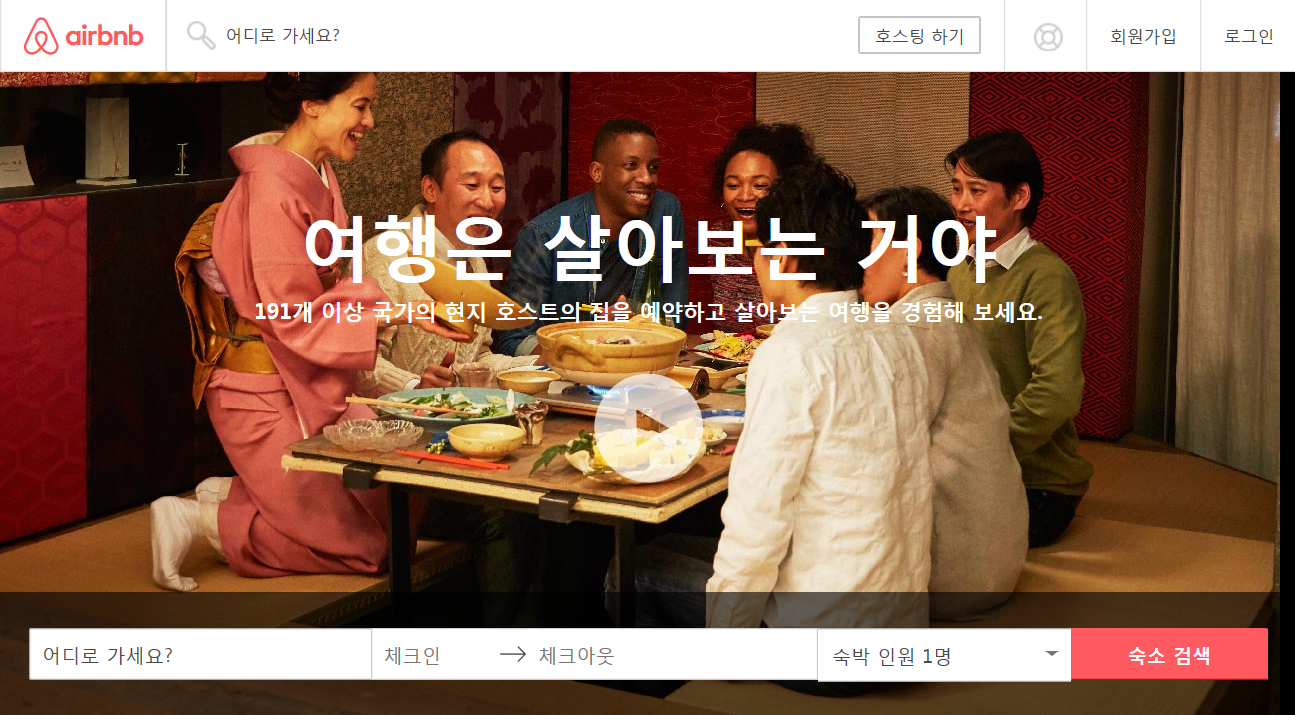 airbnb
어디로 가세요?
호스팅 하기
회원가입
로그인
여행은 살아보는 거야
191개 이상 국가의 현지 호스트의 집을 예약하고 살아보는 여행을 경험해 보세요.
어디로 가세요?
체크인
체크아웃
숙박 인원 1명
숙소 검색